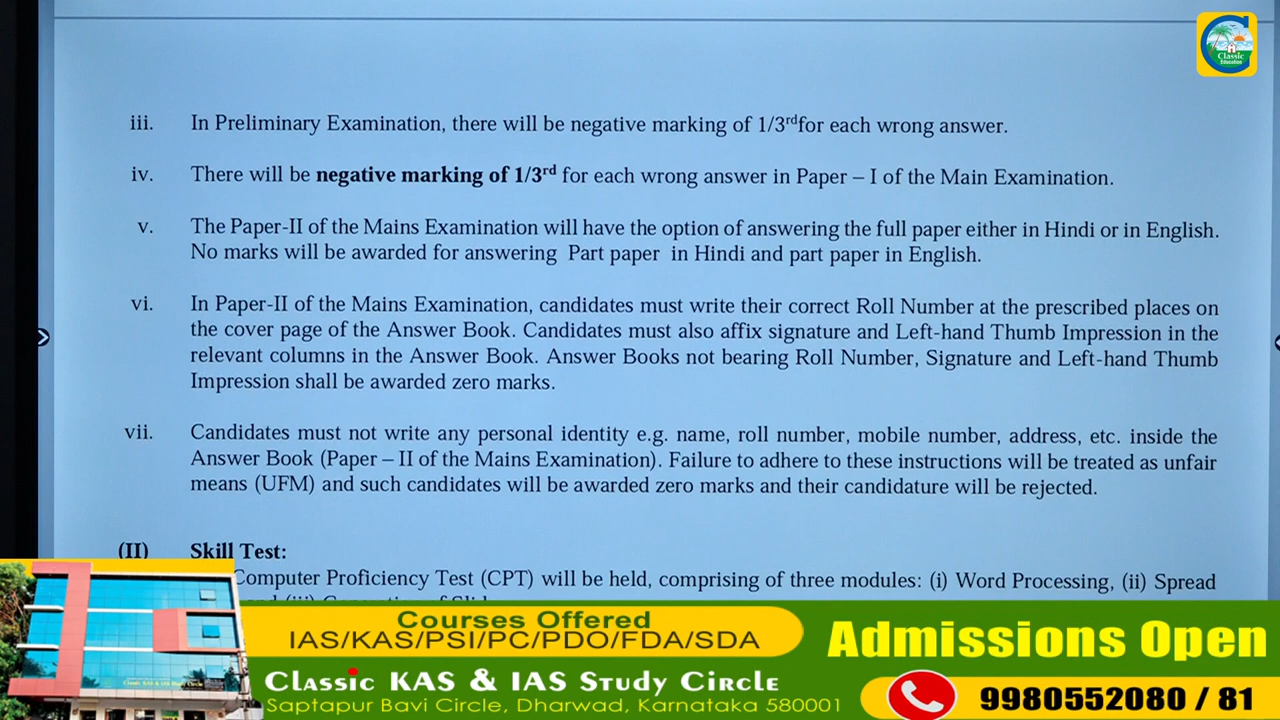 Classic
Education
iii. In Preliminary Examination, there will be negative marking of 1/3rdfor each wrong answer.
iv. There will be negative marking of 1/3rd for each wrong answer in Paper – I of the Main Examination.
v. The Paper-II of the Mains Examination will have the option of answering the full paper either in Hindi or in English.
No marks will be awarded for answering Part paper in Hindi and part paper in English.
vi. In Paper-II of the Mains Examination, candidates must write their correct Roll Number at the prescribed places on
the cover page of the Answer Book. Candidates must also affix signature and Left-hand Thumb Impression in the
relevant columns in the Answer Book. Answer Books not bearing Roll Number, Signature and Left-hand Thumb
Impression shall be awarded zero marks.
vii. Candidates must not write any personal identity e.g. name, roll number, mobile number, address, etc. inside the
Answer Book (Paper – II of the Mains Examination). Failure to adhere to these instructions will be treated as unfair
means (UFM) and such candidates will be awarded zero marks and their candidature will be rejected.
(II) Skill Test:
Computer Proficiency Test (CPT) will be held, comprising of three modules: (i) Word Processing, (ii) Spread
Courses Offered
IAS/KAS/PSI/PC/PDO/FDA/SDA
Classic KAS & IAS Study Circle
Saptapur Bavi Circle, Dharwad, Karnataka 580001
Admissions Open
9980552080 / 81
Classic KAS & IAS Study Circle